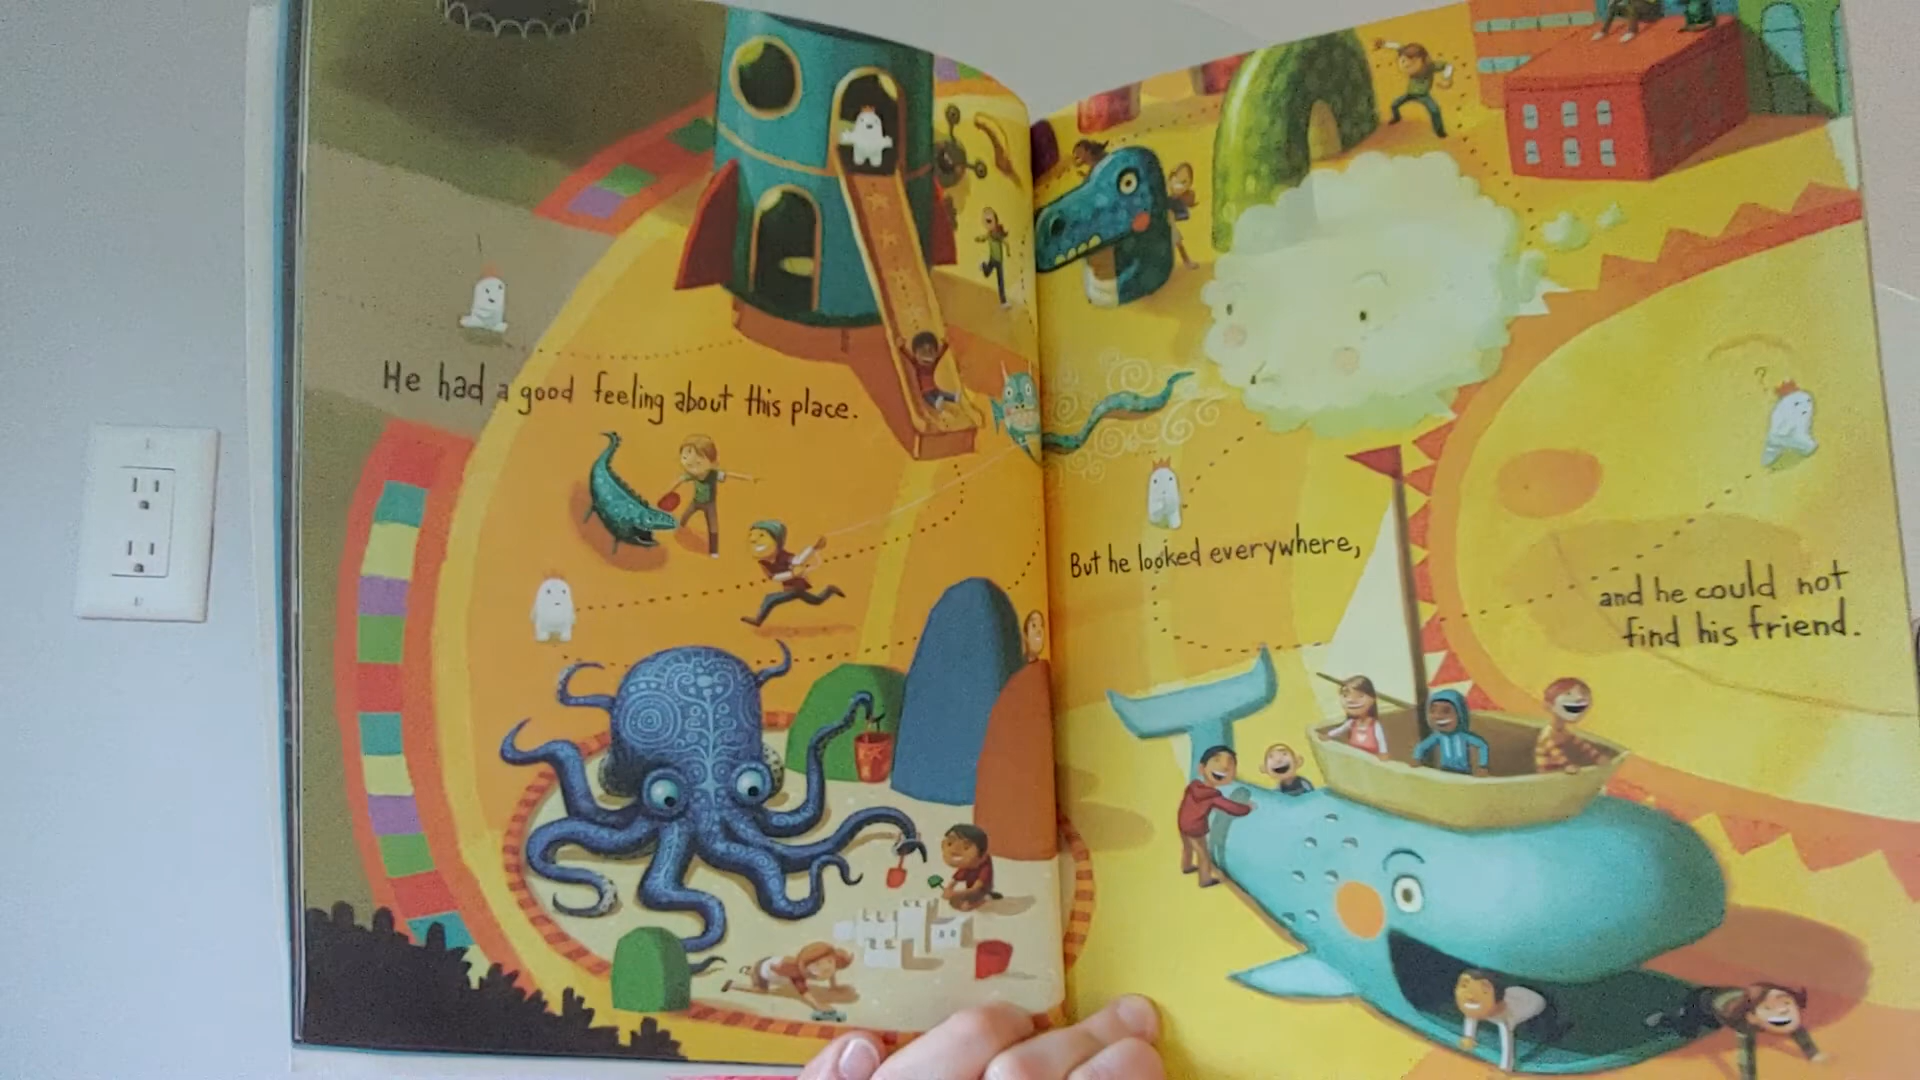 He had a good feeling about this place.
But he looked everywhere,
and he could not
find his friend.
?